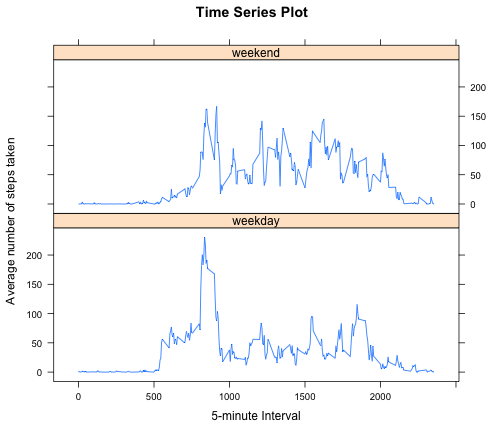 Time Series Plot
weekend
200
150
100
50
0
weekday
200
150
100
50
0
Average number of steps taken
0 500 1000 1500 2000
5-minute Interval